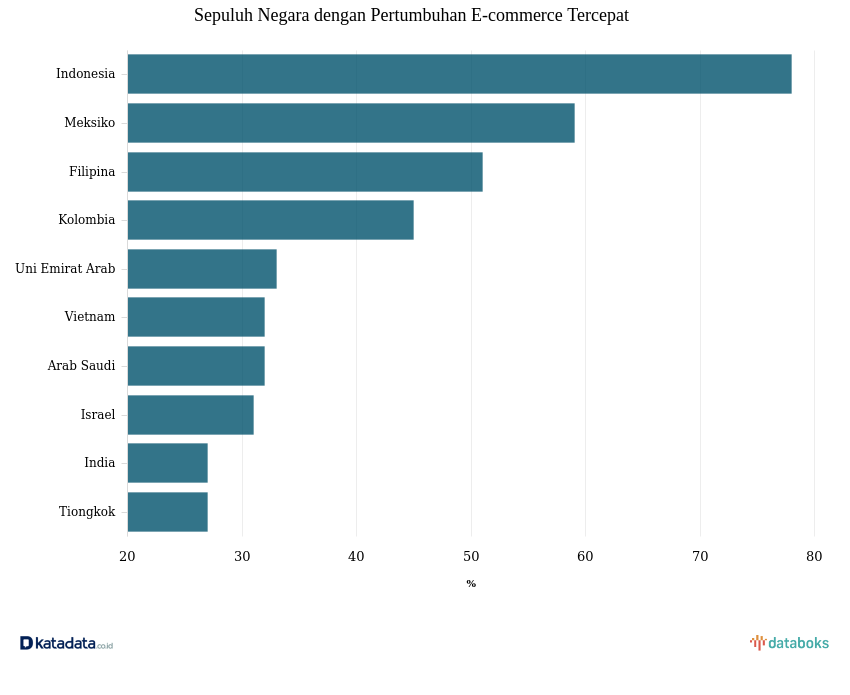 Sepuluh Negara dengan Pertumbuhan E-commerce Tercepat
Indonesia
Meksiko
Filipina
Kolombia
Uni Emirat Arab
Vietnam
Arab Saudi
Israel
India
Tiongkok
20 30 40 50 60 70 80
%
Dkatadata.co.id
databoks